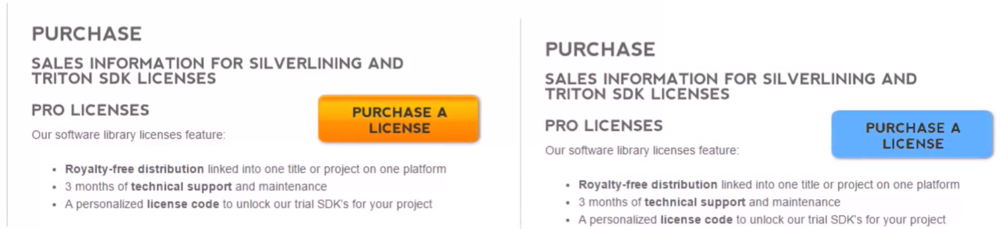 PURCHASE
SALES INFORMATION FOR SILVERLINING AND
TRITON SDK LICENSES
PRO LICENSES
PURCHASE A
LICENSE
Our software library licenses feature:
• Royalty-free distribution linked into one title or project on one platform
• 3 months of technical support and maintenance
• A personalized license code to unlock our trial SDK's for your project
PURCHASE
SALES INFORMATION FOR SILVERLINING AND
TRITON SDK LICENSES
PRO LICENSES
PURCHASE A
LICENSE
Our software library licenses feature:
• Royalty-free distribution linked into one title or project on one platform
• 3 months of technical support and maintenance
• A personalized license code to unlock our trial SDK's for your project